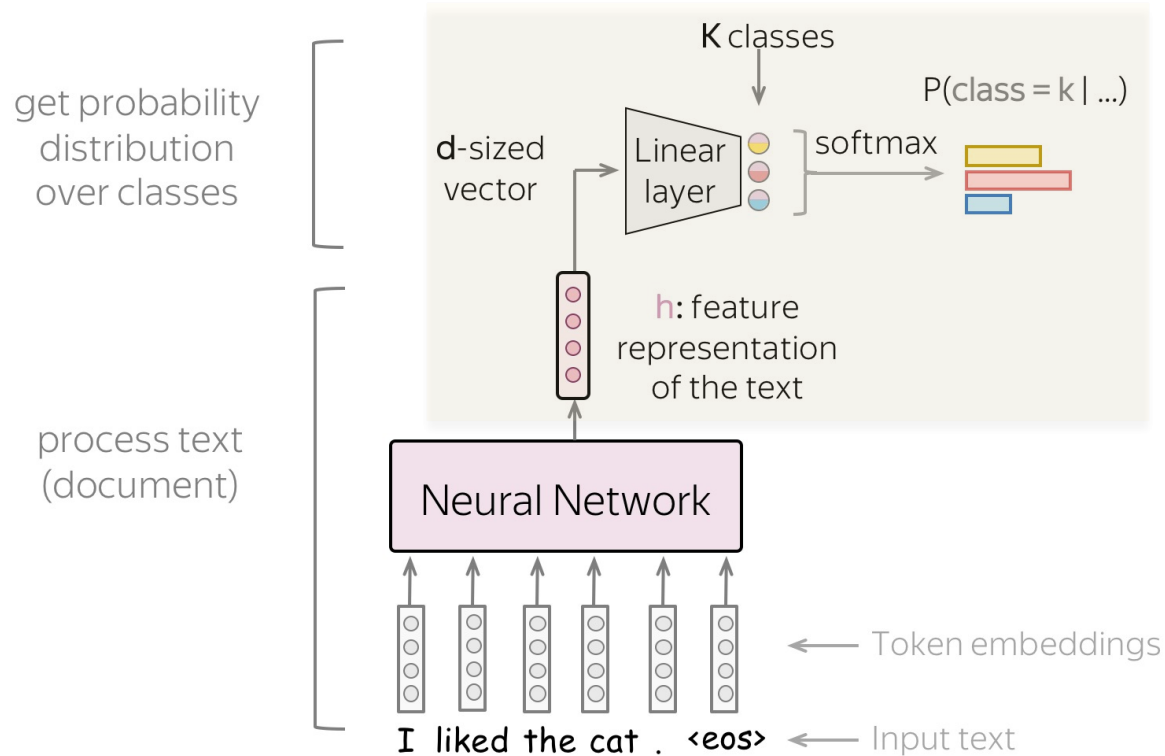 K classes
get probability
distribution
over classes
P(class = k | ...)
d-sized
vector
Linear
layer
softmax
h: feature
representation
of the text
process text
(document)
Neural Network
Token embeddings
I liked the cat . <eos>
Input text